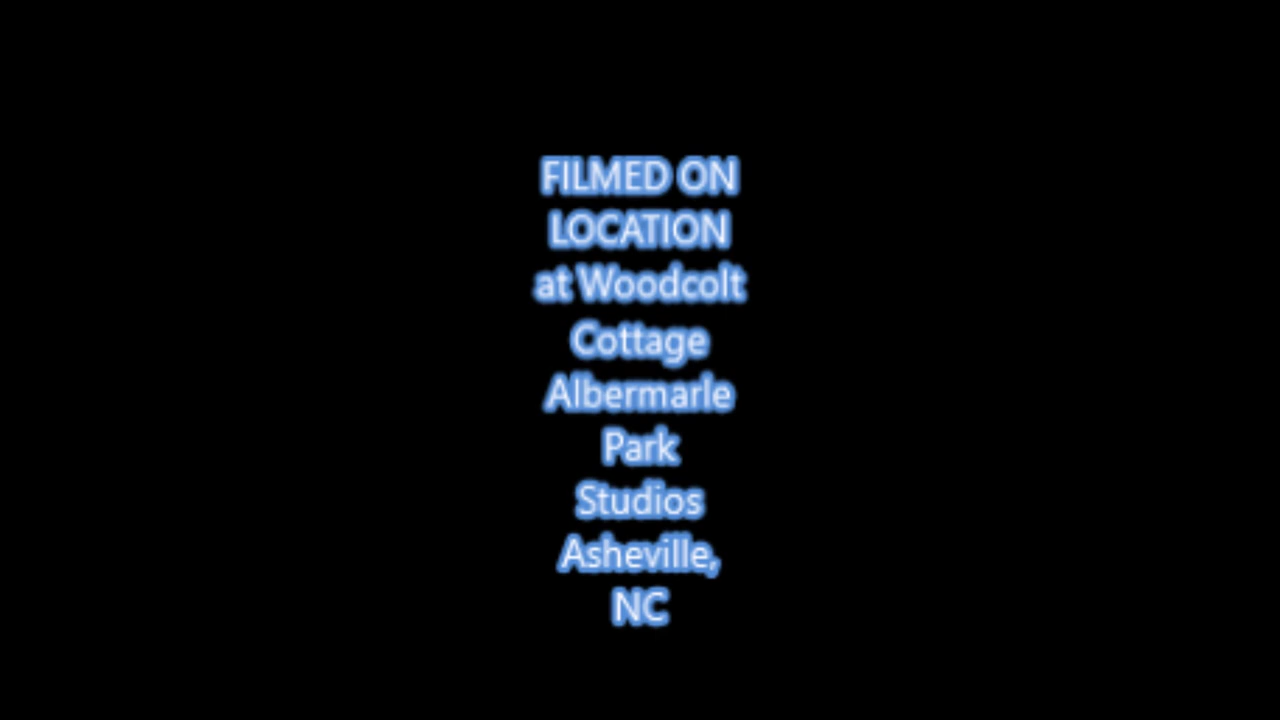 FILMED ON
LOCATION
at Woodcolt
Cottage
Albermarle
Park
Studios
Asheville,
NC